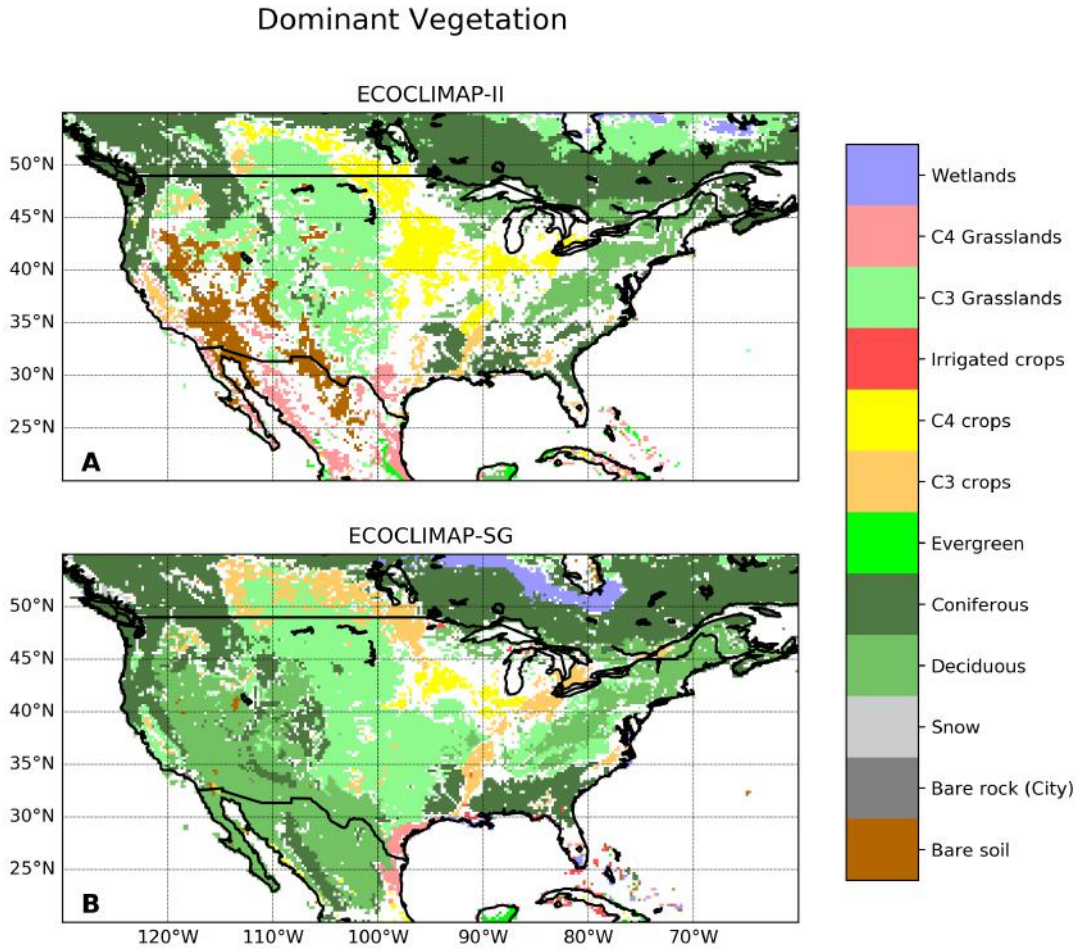 Dominant Vegetation
ECOCLIMAP-II
50°N
45°N
40°N
35°N
30°N
25°N
A
ECOCLIMAP-SG
50°N
45°N
40°N
35°N
30°N
25°N
B
120°W 110°W 100°W 90°W 80°W 70°W
Wetlands
C4 Grasslands
C3 Grasslands
Irrigated crops
C4 crops
C3 crops
Evergreen
Coniferous
Deciduous
Snow
Bare rock (City)
Bare soil